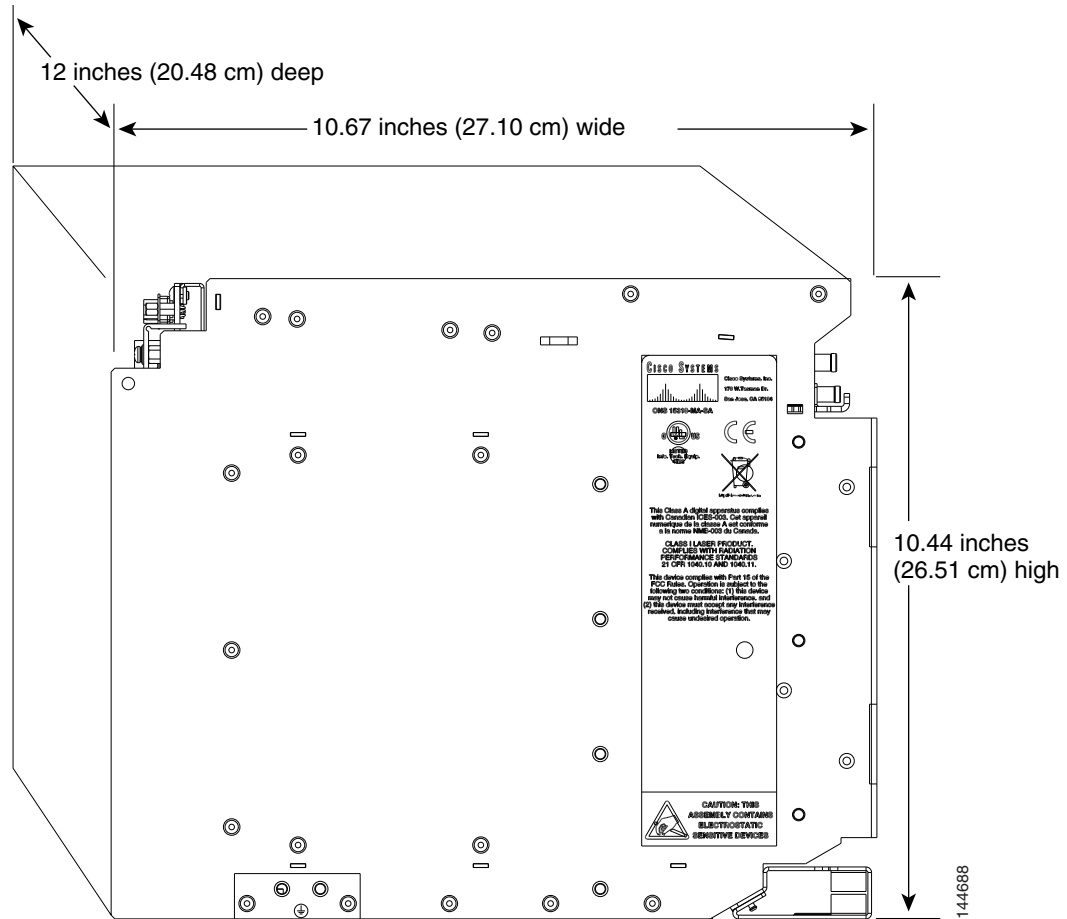 12 inches (20.48 cm) deep
10.67 inches (27.10 cm) wide
CISCO SYSTEMS
Cisco Systems, Inc.
170 W.Tasman Dr.
San Jose, CA 95134
ONS 15310-MA-SA
C US
Info. Tech. Equip.
CE
This Class A digital apparatus complies
with Canadian ICES-003. Cet appareil
numerique de la classe A est conforme
a la norme NMB-003 du Canada.
CLASS I LASER PRODUCT.
COMPLIES WITH RADIATION
PERFORMANCE STANDARDS
21 CFR 1040.10 AND 1040.11.
This device complies with Part 15 of the
FCC Rules. Operation is subject to the
following two conditions: (1) this device
may not cause harmful interference, and
(2) this device must accept any interference
received, including interference that may
cause undesired operation.
10.44 inches
(26.51 cm) high
CAUTION: THIS
ASSEMBLY CONTAINS
ELECTROSTATIC
SENSITIVE DEVICES
144688